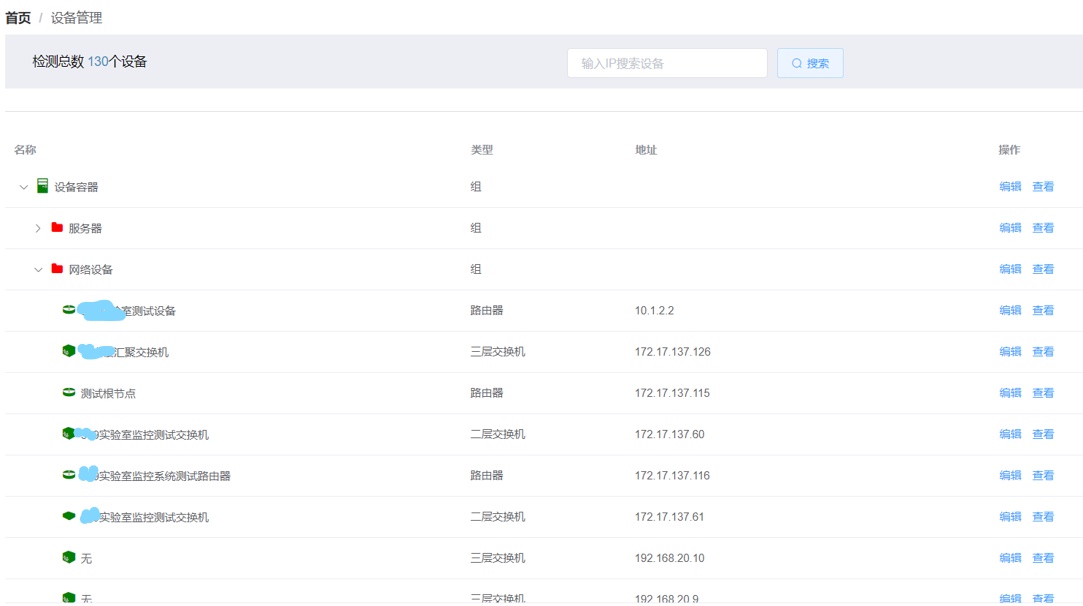 首页 / 设备管理
检测总数 130个设备 输入IP搜索设备 搜索
名称 类型 地址 操作
设备容器 组 编辑 查看
服务器 组 编辑 查看
网络设备 组 编辑 查看
室测试设备 路由器 10.1.2.2 编辑 查看
汇聚交换机 三层交换机 172.17.137.126 编辑 查看
测试根节点 路由器 172.17.137.115 编辑 查看
9实验室监控测试交换机 二层交换机 172.17.137.60 编辑 查看
9实验室监控系统测试路由器 路由器 172.17.137.116 编辑 查看
实验室监控测试交换机 二层交换机 172.17.137.61 编辑 查看
无 三层交换机 192.168.20.10 编辑 查看
无 三层交换机 192.168.20.9 编辑 查看